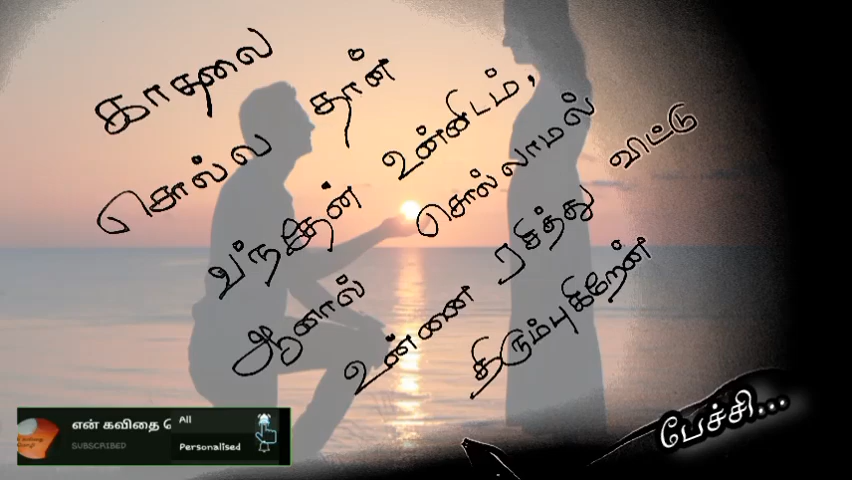 காதலை
சொல்ல தான்
வந்தேன் உன்னிடம்,
ஆனால் சொல்லாமல்
உன்னை ரசித்து விட்டு
திரும்புகிறேன்
பேச்சி...
என் கவிதை
SUBSCRIBED
All
Personalised